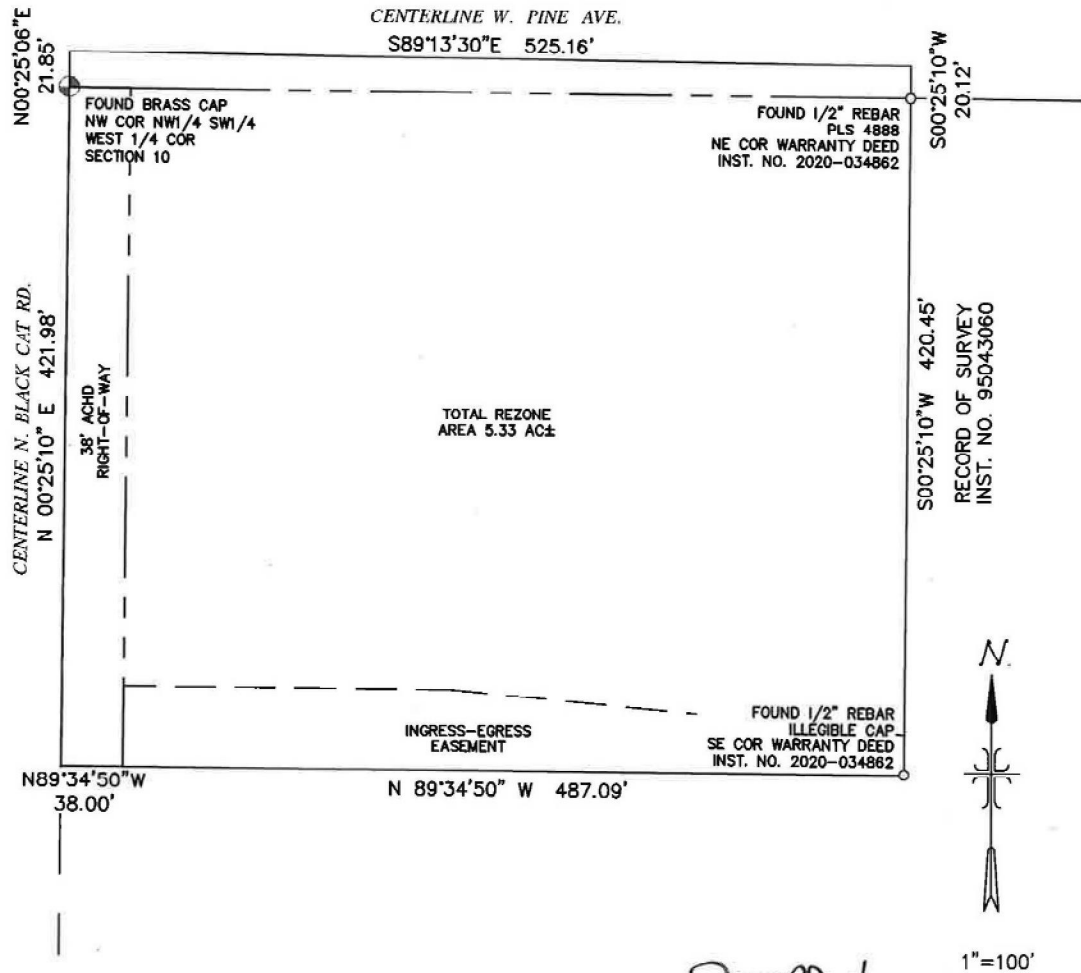 CENTERLINE W. PINE AVE.
S89°13'30"E 525.16'
N00°25'06"E
21.85'
S00°25'10"W
20.12'
FOUND BRASS CAP
NW COR NW1/4 SW1/4
WEST 1/4 COR
SECTION 10
FOUND 1/2" REBAR
PLS 4888
NE COR WARRANTY DEED
INST. NO. 2020-034862
CENTERLINE N. BLACK CAT RD.
N 00°25'10" E 421.98'
38' ACHD
RIGHT-OF-WAY
TOTAL REZONE
AREA 5.33 AC±
S00°25'10"W 420.45'
RECORD OF SURVEY
INST. NO. 95043060
N
INGRESS-EGRESS
EASEMENT
FOUND 1/2" REBAR
ILLEGIBLE CAP
SE COR WARRANTY DEED
INST. NO. 2020-034862
N89°34'50"W
38.00'
N 89°34'50" W 487.09'
1"=100'